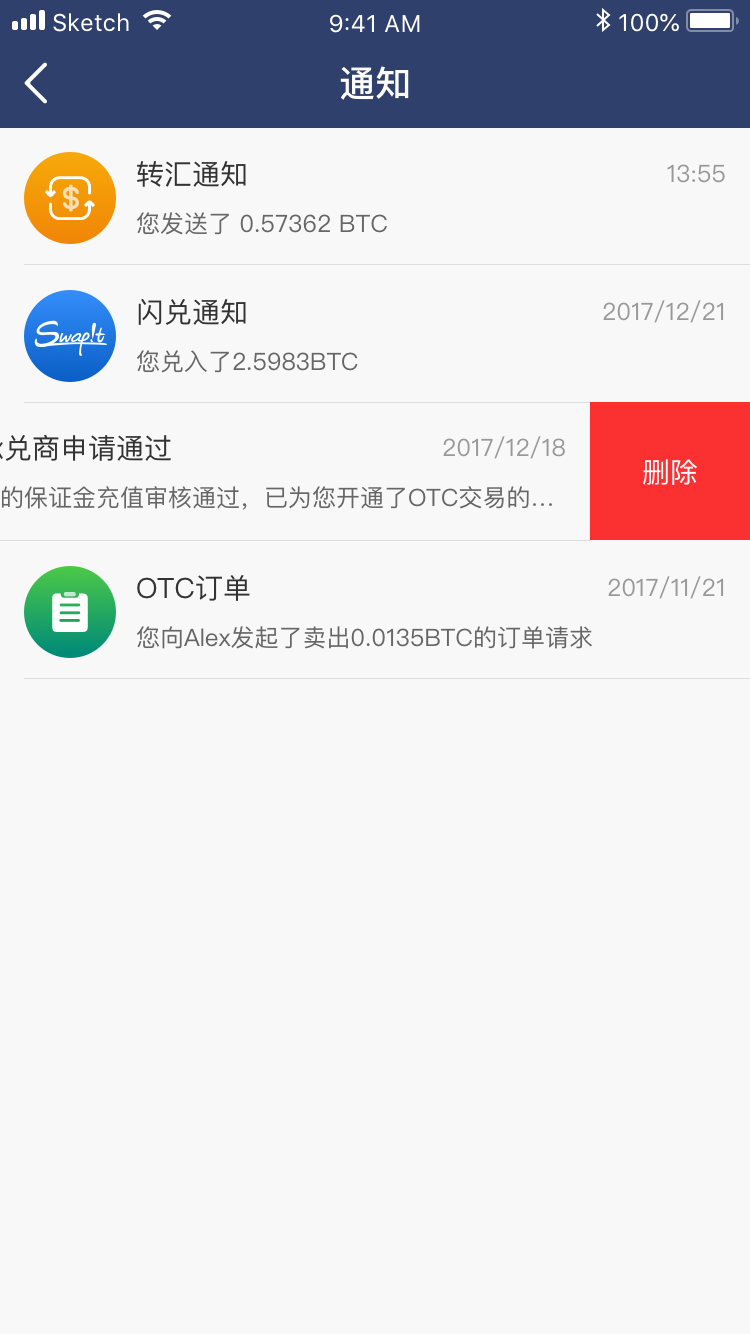 Sketch 9:41 AM 100%
通知
转汇通知 13:55
您发送了 0.57362 BTC
Swap!t
闪兑通知 2017/12/21
您兑入了2.5983BTC
兑商申请通过 2017/12/18
的保证金充值审核通过，已为您开通了OTC交易的...
删除
OTC订单 2017/11/21
您向Alex发起了卖出0.0135BTC的订单请求